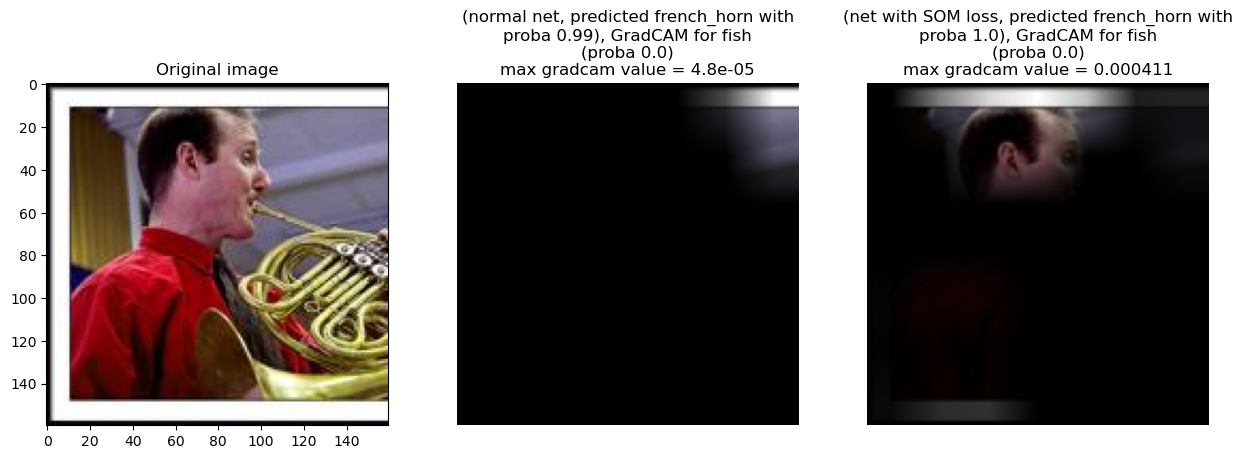 Original image
(normal net, predicted french_horn with
proba 0.99), GradCAM for fish
(proba 0.0)
max gradcam value = 4.8e-05
(net with SOM loss, predicted french_horn with
proba 1.0), GradCAM for fish
(proba 0.0)
max gradcam value = 0.000411
0
20
40
60
80
100
120
140
0 20 40 60 80 100 120 140